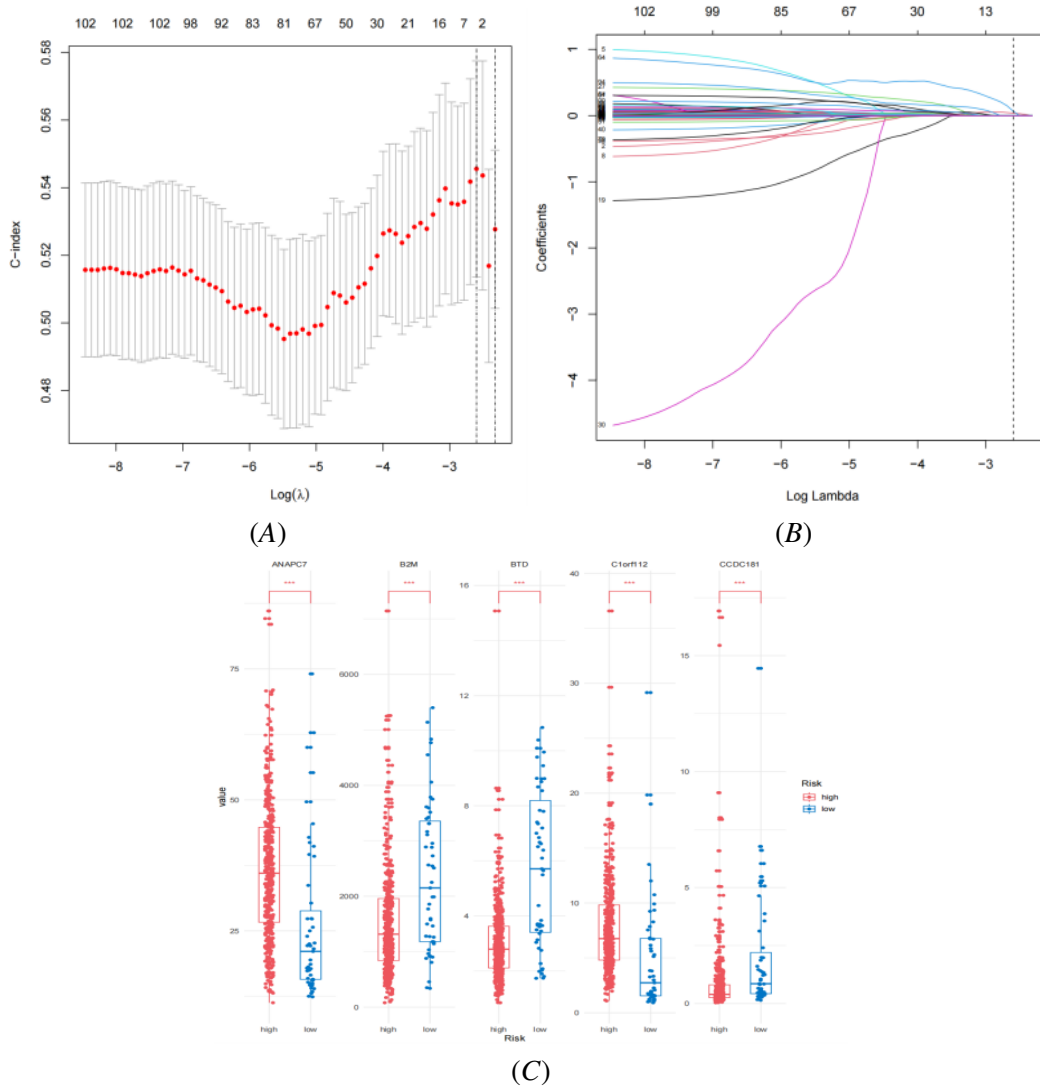 102 102 102 98 92 83 81 67 50 30 21 16 7 2
0.58
0.56
0.54
0.52
0.50
0.48
C-index
−8 −7 −6 −5 −4 −3
Log(λ)
(A)
102 99 85 67 30 13
1
0
−1
−2
−3
−4
Coefficients
5
19
30
−8 −7 −6 −5 −4 −3
Log Lambda
(B)
ANAPC7 B2M BTD C1orf112 CCDC181
*** *** *** *** ***
75
50
25
value
6000
4000
2000
0
16
12
8
4
40
30
20
10
0
15
10
5
0
Risk
high
low
high low high low high low high low high low
Risk
(C)